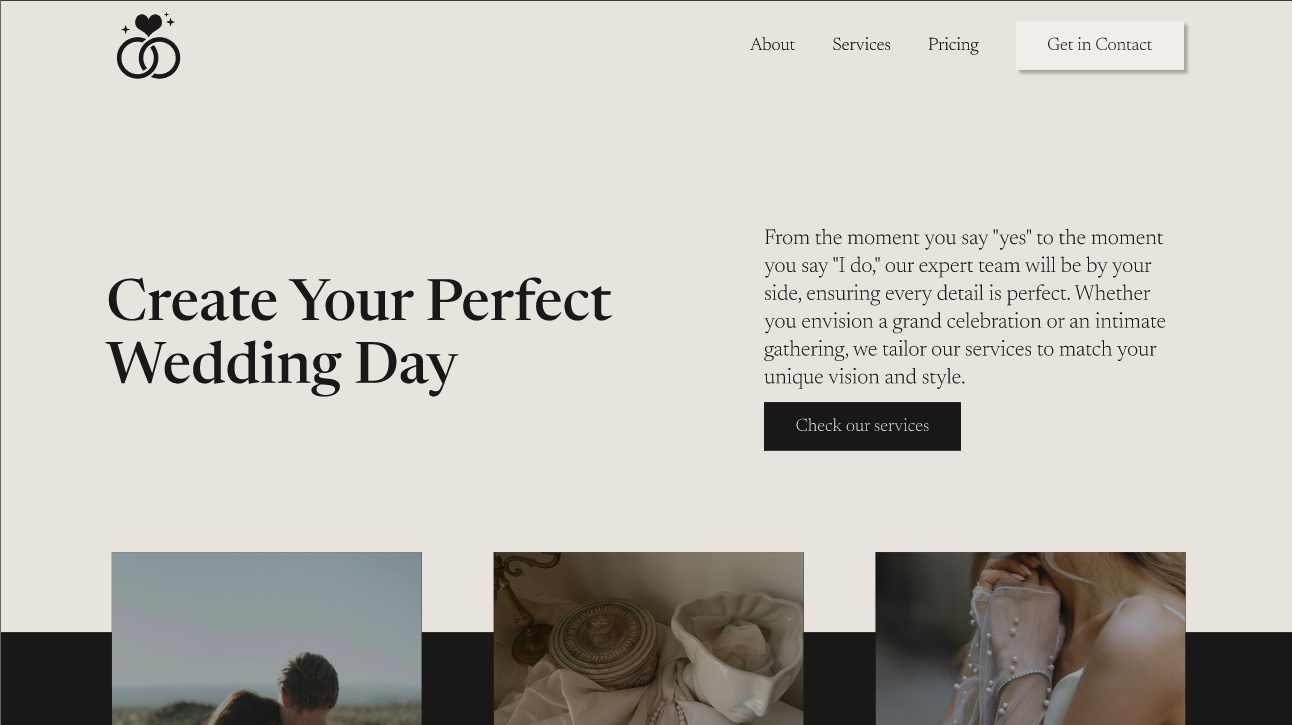 About
Services
Pricing
Get in Contact
Create Your Perfect
Wedding Day
From the moment you say "yes" to the moment
you say "I do," our expert team will be by your
side, ensuring every detail is perfect. Whether
you envision a grand celebration or an intimate
gathering, we tailor our services to match your
unique vision and style.
Check our services